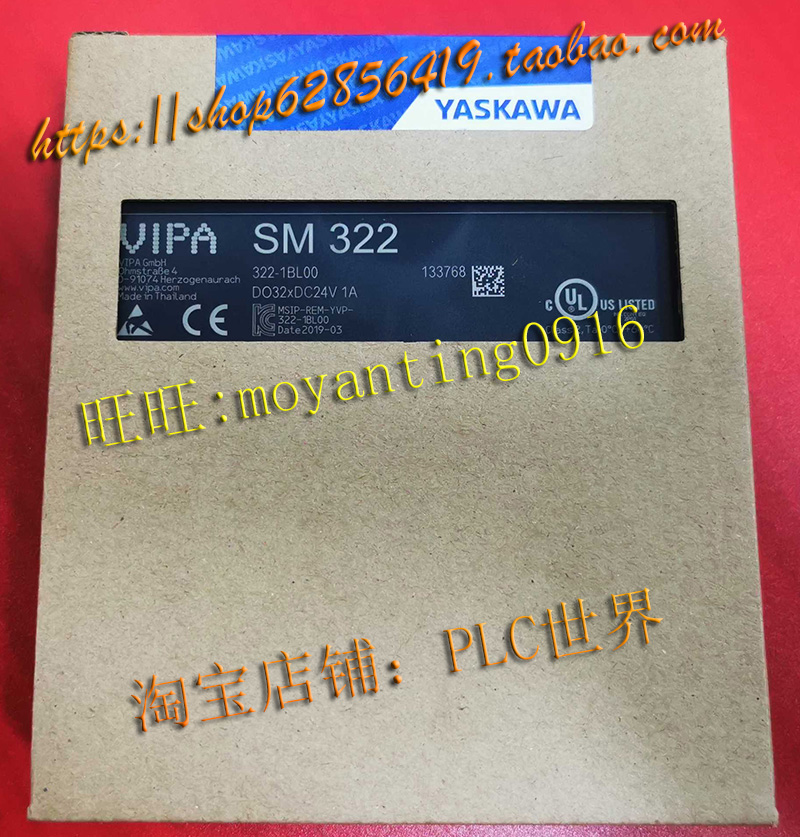 https://shop62856419.taobao.com
YASKAWA
VIPA SM 322
VIPA GmbH
Ohmstraße 4
D-91074 Herzogenaurach
www.vipa.com
Made in Thailand
322-1BL00
133768
DO32xDC24V 1A
CE
MSIP-REM-YVP-
322-1BL00
Date2019-03
C UL US LISTED
旺旺:moyanting0916
淘宝店铺：PLC世界